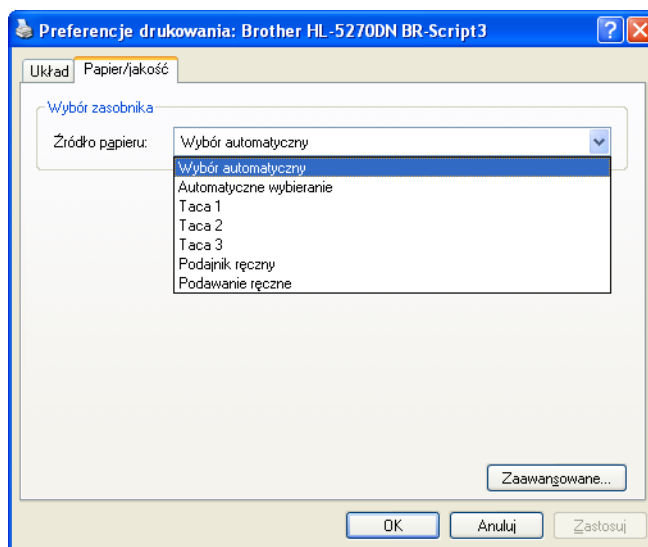 Preferencje drukowania: Brother HL-5270DN BR-Script3
Układ Papier/jakość
Wybór zasobnika
Źródło papieru: Wybór automatyczny
Wybór automatyczny
Automatyczne wybieranie
Taca 1
Taca 2
Taca 3
Podajnik ręczny
Podawanie ręczne
Zaawansowane...
OK Anuluj Zastosuj